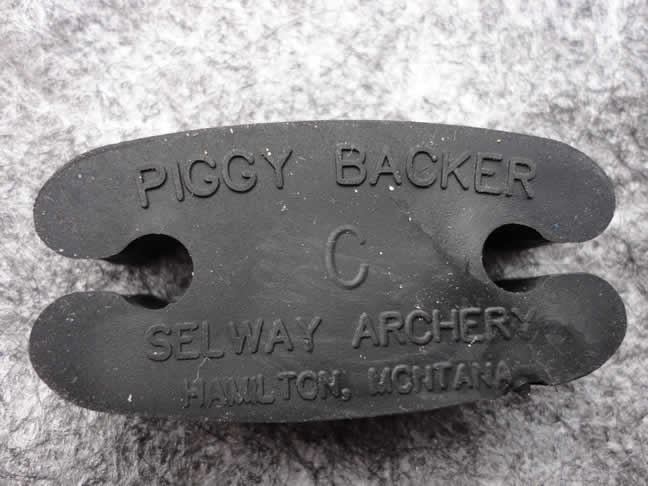 PIGGY BACKER
C
SELWAY ARCHERY
HAMILTON, MONTANA